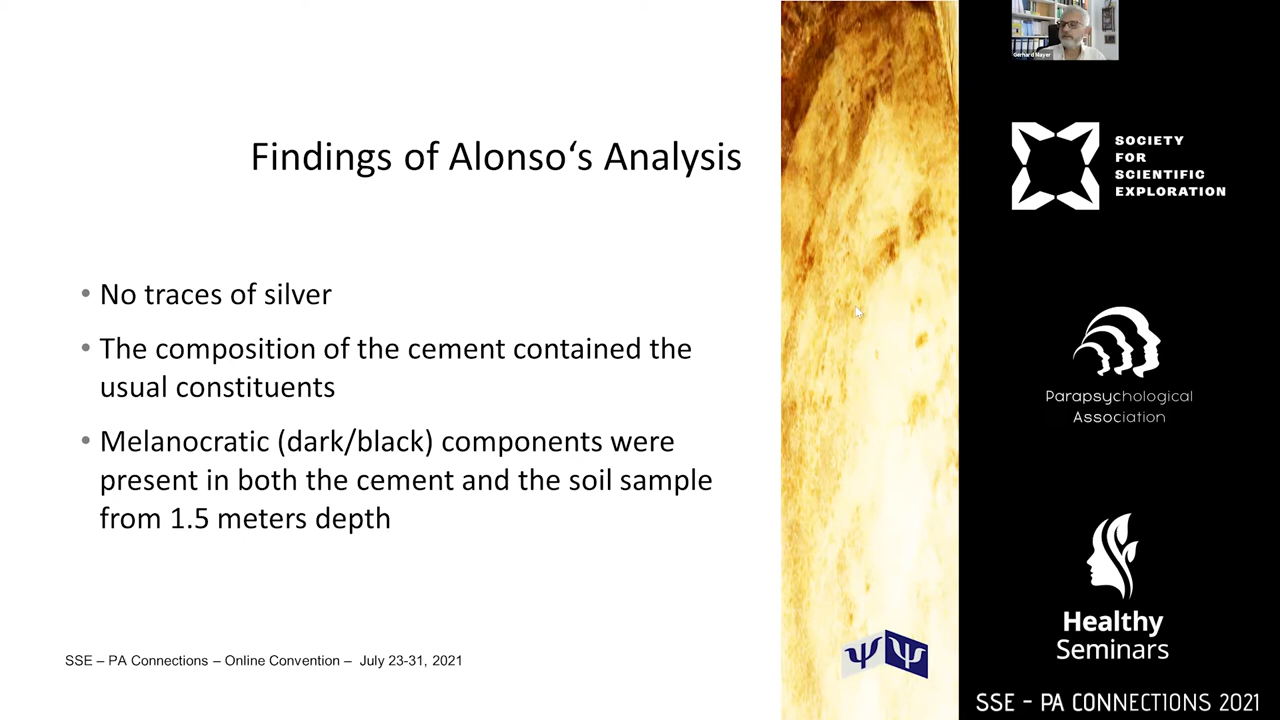 Findings of Alonso‘s Analysis
• No traces of silver
• The composition of the cement contained the
usual constituents
• Melanocratic (dark/black) components were
present in both the cement and the soil sample
from 1.5 meters depth
SSE – PA Connections – Online Convention – July 23-31, 2021
Ψ Ψ
Gerhard Mayer
SOCIETY
FOR
SCIENTIFIC
EXPLORATION
Parapsychological
Association
Healthy
Seminars
SSE - PA CONNECTIONS 2021